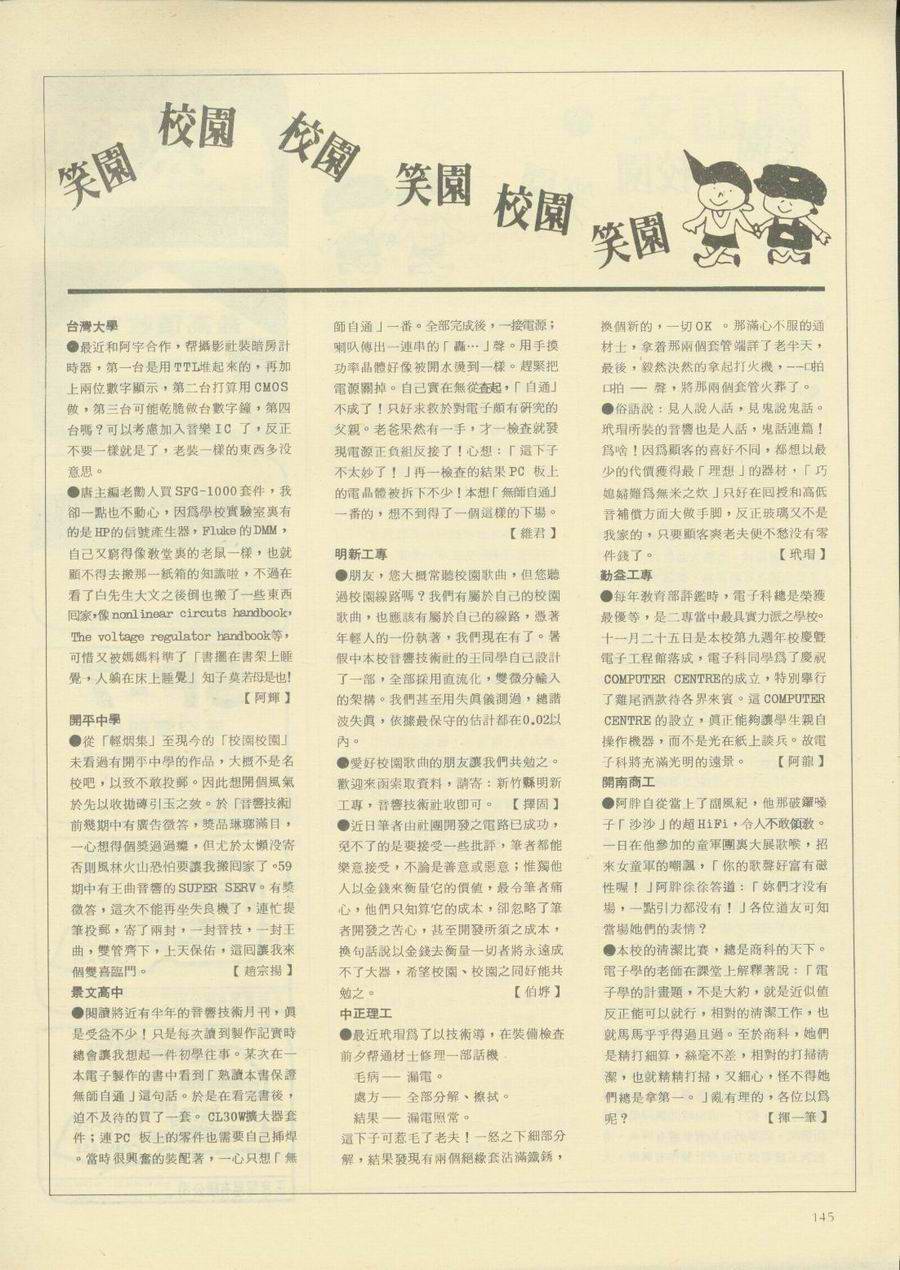 笑園
校園
校園
笑園
校園
笑園
台灣大學
●最近和阿宇合作，幇攝影社裝暗房計
時器，第一台是用TTL堆起來的，再加
上兩位數字顯示，第二台打算用CMOS
做，第三台可能乾脆做台數字鐘，第四
台嗎？可以考慮加入音樂IC 了，反正
不要一樣就是了，老裝一樣的東西多没
意思。
●唐主編老勸人買SFG-1000套件，我
卻一點也不動心，因爲學校實驗室裏有
的是HP的信號產生器，Fluke的DMM，
自己又窮得像敎堂裏的老鼠一樣，也就
顧不得去搬那一紙箱的知識啦，不過在
看了白先生大文之後倒也搬了一些東西
囘家，像nonlinear circuts handbook，
The voltage regulator handbook等，
可惜又被媽媽料準了「書擺在書架上睡
覺，人躺在床上睡覺」知子莫若母是也!
【阿輝】
開平中學
●從「輕烟集」至現今的「校園校園」
未看過有開平中學的作品，大概不是名
校吧，以致不敢投郵。因此想開個風氣
於先以收拋磚引玉之效。於「音響技術」
前幾期中有廣告徵答，獎品琳瑯滿目，
一心想得個獎過過癮，但尤於太懶没寄
否則風林火山恐怕要讓我搬囘家了。59
期中有王曲音響的SUPER SERV。有獎
徵答，這次不能再坐失良機了，連忙提
筆投郵，寄了兩封，一封音技，一封王
曲，雙管齊下，上天保佑，這囘讓我來
個雙喜臨門。 【趙宗揚】
景文高中
●閱讀將近有半年的音響技術月刊，眞
是受益不少！只是每次讀到製作記實時
總會讓我想起一件初學往事。某次在一
本電子製作的書中看到「熟讀本書保證
無師自通」這句話。於是在看完書後，
迫不及待的買了一套。CL30W擴大器套
件；連PC 板上的零件也需要自己揷焊
。當時很興奮的裝配著，一心只想「無
師自通」一番。全部完成後，一接電源；
喇叭傳出一連串的「轟…」聲。用手摸
功率晶體好像被開水燙到一樣。趕緊把
電源關掉。自己實在無從查起，「自通」
不成了！只好求救於對電子頗有硏究的
父親。老爸果然有一手，才一檢查就發
現電源正負組反接了！心想：「這下子
不太妙了！」再一檢查的結果PC 板上
的電晶體被拆下不少！本想「無師自通」
一番的，想不到得了一個這樣的下場。
【維君】
明新工專
●朋友，您大概常聽校園歌曲，但您聽
過校園線路嗎？我們有屬於自己的校園
歌曲，也應該有屬於自己的線路，憑著
年輕人的一份執著，我們現在有了。暑
假中本校音響技術社的王同學自己設計
了一部，全部採用直流化，雙微分輸入
的架構。我們甚至用失眞儀測過，總諧
波失眞，依據最保守的估計都在0.02以
內。
●愛好校園歌曲的朋友讓我們共勉之。
歡迎來函索取資料，請寄：新竹縣明新
工專，音響技術社收卽可。 【擇固】
●近日筆者由社團開發之電路已成功，
免不了的是要接受一些批評，筆者都能
樂意接受，不論是善意或惡意；惟獨他
人以金錢來衡量它的價値，最令筆者痛
心，他們只知算它的成本，卻忽略了筆
者開發之苦心，甚至開發所須之成本，
換句話說以金錢去衡量一切者將永遠成
不了大器，希望校園、校園之同好能共
勉之。 【伯垿】
中正理工
●最近玳瑁爲了以技術導，在裝備檢查
前夕幇通材士修理一部話機
毛病── 漏電。
處方── 全部分解、擦拭。
結果── 漏電照常。
這下子可惹毛了老夫！一怒之下細部分
解，結果發現有兩個絕緣套沾滿鐵銹，
換個新的，一切OK 。那滿心不服的通
材士，拿着那兩個套管端詳了老半天，
最後，毅然決然的拿起打火機，--口拍
口拍 ─ 聲，將那兩個套管火葬了。
●俗語說：見人說人話，見鬼說鬼話。
玳瑁所裝的音響也是人話，鬼話連篇！
爲啥！因爲顧客的喜好不同，都想以最
少的代價獲得最「理想」的器材，「巧
媳婦難爲無米之炊」只好在囘授和高低
音補償方面大做手脚，反正玻璃又不是
我家的，只要顧客爽老夫便不愁没有零
件錢了。 【玳瑁】
勤益工專
●每年敎育部評鑑時，電子科總是榮獲
最優等，是二專當中最具實力派之學校。
十一月二十五日是本校第九週年校慶曁
電子工程館落成，電子科同學爲了慶祝
COMPUTER CENTRE的成立，特別擧行
了雞尾酒款待各界來賓。這COMPUTER
CENTRE 的設立，眞正能夠讓學生親自
操作機器，而不是光在紙上談兵。故電
子科將充滿光明的遠景。 【阿龍】
開南商工
●阿胖自從當上了副風紀，他那破鑼嗓
子「沙沙」的超HiFi，令人不敢領敎。
一日在他參加的童軍團裏大展歌喉，招
來女童軍的嘲諷，「你的歌聲好富有磁
性喔！」阿胖徐徐答道：「妳們才没有
場，一點引力都没有！」各位道友可知
當場她們的表情？
●本校的清潔比賽，總是商科的天下。
電子學的老師在課堂上解釋著說：「電
子學的計畫題，不是大約，就是近似値
反正能可以就行，相對的清潔工作，也
就馬馬乎乎得過且過。至於商科，她們
是精打細算，絲毫不差，相對的打掃淸
潔，也就精精打掃，又細心，怪不得她
們總是拿第一。」亂有理的，各位以爲
呢？ 【揮一筆】
145